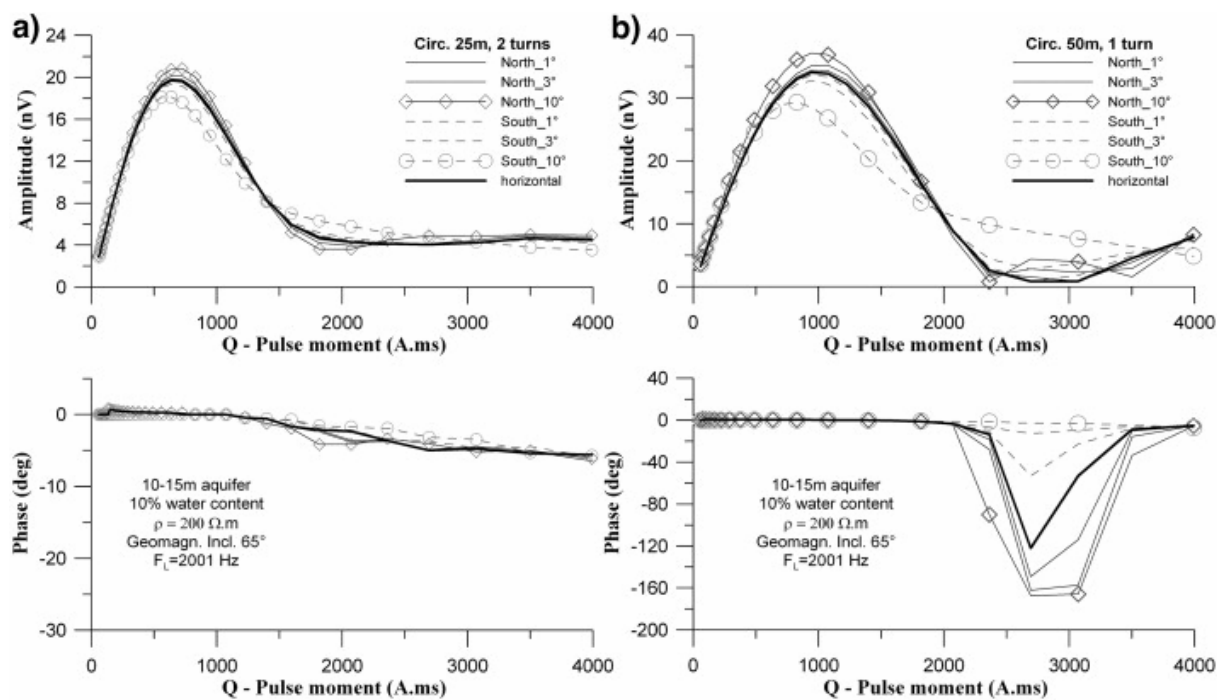 a)
Amplitude (nV)
24
20
16
12
8
4
0
Circ. 25m, 2 turns
North_1°
North_3°
North_10°
South_1°
South_3°
South_10°
horizontal
0 1000 2000 3000 4000
Q - Pulse moment (A.ms)
Phase (deg)
0
-10
-20
-30
10-15m aquifer
10% water content
ρ = 200 Ω.m
Geomagn. Incl. 65°
F_L=2001 Hz
0 1000 2000 3000 4000
Q - Pulse moment (A.ms)
b)
Amplitude (nV)
40
30
20
10
0
Circ. 50m, 1 turn
North_1°
North_3°
North_10°
South_1°
South_3°
South_10°
horizontal
0 1000 2000 3000 4000
Q - Pulse moment (A.ms)
Phase (deg)
40
0
-40
-80
-120
-160
-200
10-15m aquifer
10% water content
ρ = 200 Ω.m
Geomagn. Incl. 65°
F_L=2001 Hz
0 1000 2000 3000 4000
Q - Pulse moment (A.ms)